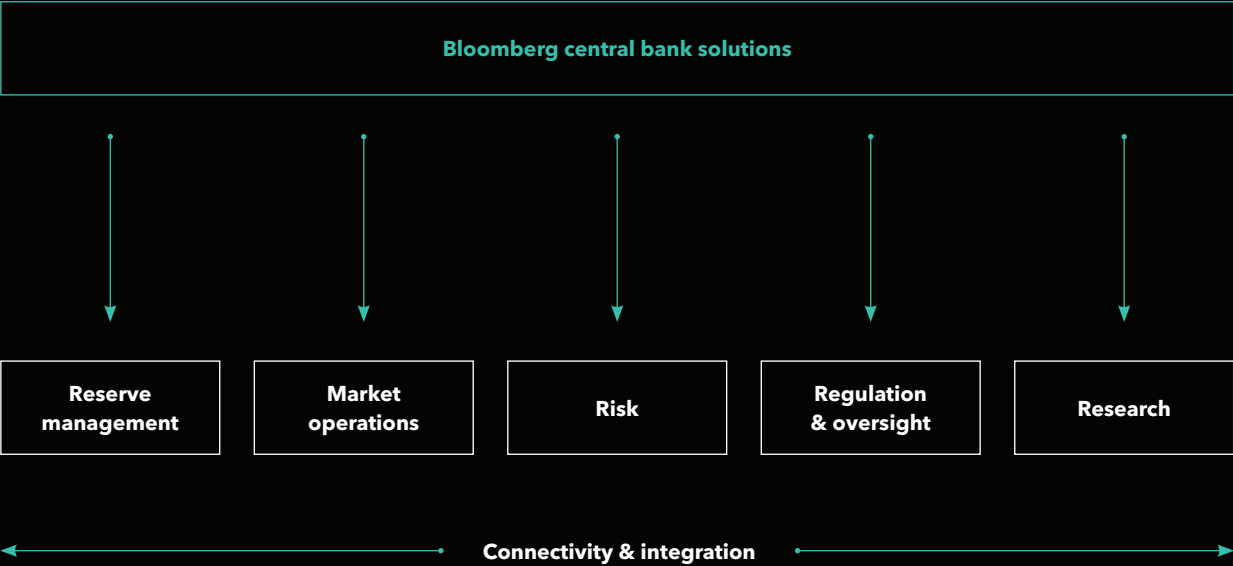 Bloomberg central bank solutions
Reserve
management
Market
operations
Risk
Regulation
& oversight
Research
Connectivity & integration